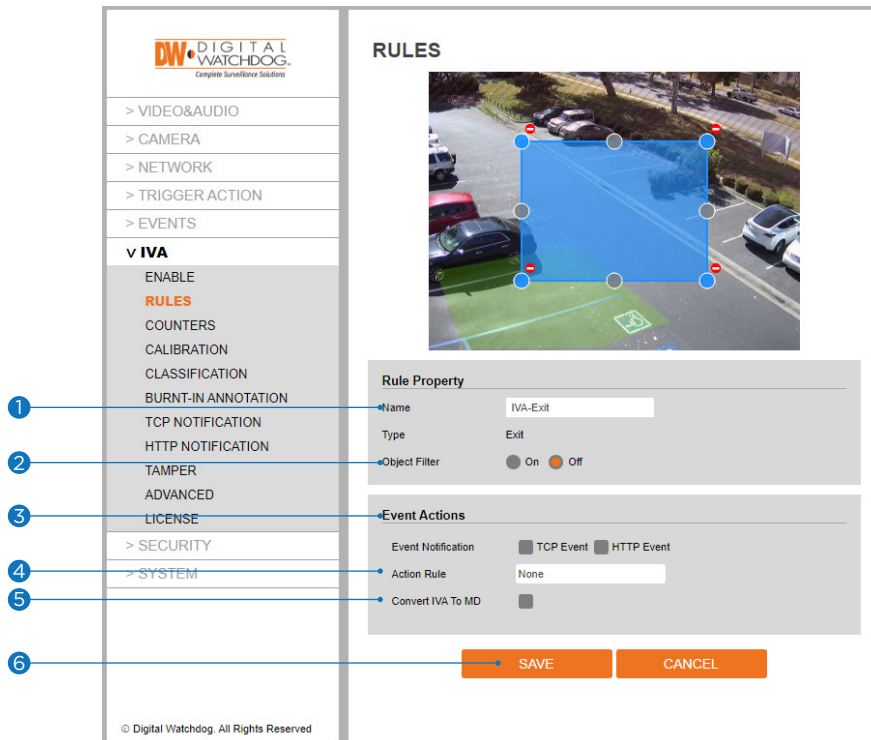 DW DIGITAL
WATCHDOG
Complete Surveillance Solutions
> VIDEO&AUDIO
> CAMERA
> NETWORK
> TRIGGER ACTION
> EVENTS
v IVA
ENABLE
RULES
COUNTERS
CALIBRATION
CLASSIFICATION
BURNT-IN ANNOTATION
TCP NOTIFICATION
HTTP NOTIFICATION
TAMPER
ADVANCED
LICENSE
> SECURITY
> SYSTEM
© Digital Watchdog. All Rights Reserved
RULES
Rule Property
1 Name IVA-Exit
Type Exit
2 Object Filter On Off
3 Event Actions
Event Notification TCP Event HTTP Event
4 Action Rule None
5 Convert IVA To MD
6 SAVE CANCEL